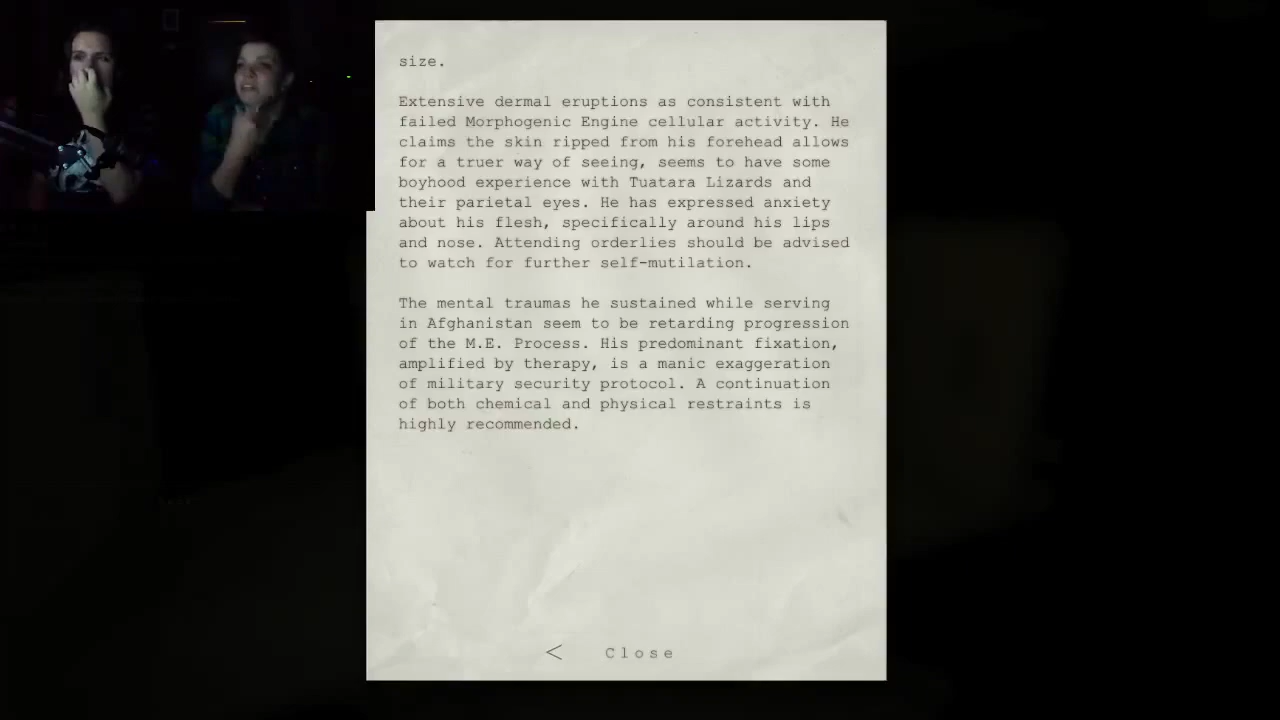 size.
Extensive dermal eruptions as consistent with
failed Morphogenic Engine cellular activity. He
claims the skin ripped from his forehead allows
for a truer way of seeing, seems to have some
boyhood experience with Tuatara Lizards and
their parietal eyes. He has expressed anxiety
about his flesh, specifically around his lips
and nose. Attending orderlies should be advised
to watch for further self-mutilation.
The mental traumas he sustained while serving
in Afghanistan seem to be retarding progression
of the M.E. Process. His predominant fixation,
amplified by therapy, is a manic exaggeration
of military security protocol. A continuation
of both chemical and physical restraints is
highly recommended.
< Close